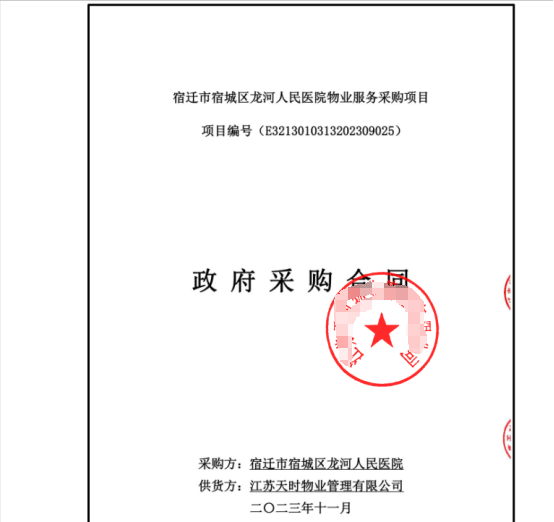 宿迁市宿城区龙河人民医院物业服务采购项目
项目编号（E3213010313202309025）
政府采购合同
采购方：宿迁市宿城区龙河人民医院
供货方：江苏天时物业管理有限公司
二〇二三年十一月